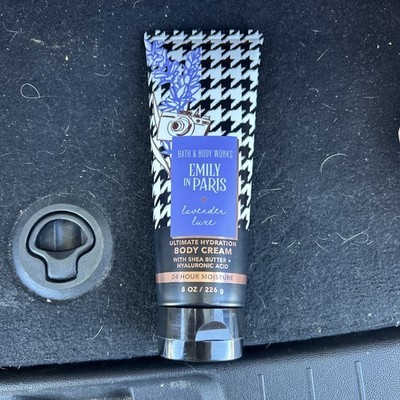 BATH & BODY WORKS
EMILY
IN PARIS
lavender
luxe
ULTIMATE HYDRATION
BODY CREAM
WITH SHEA BUTTER +
HYALURONIC ACID
24 HOUR MOISTURE
8 OZ / 226 g